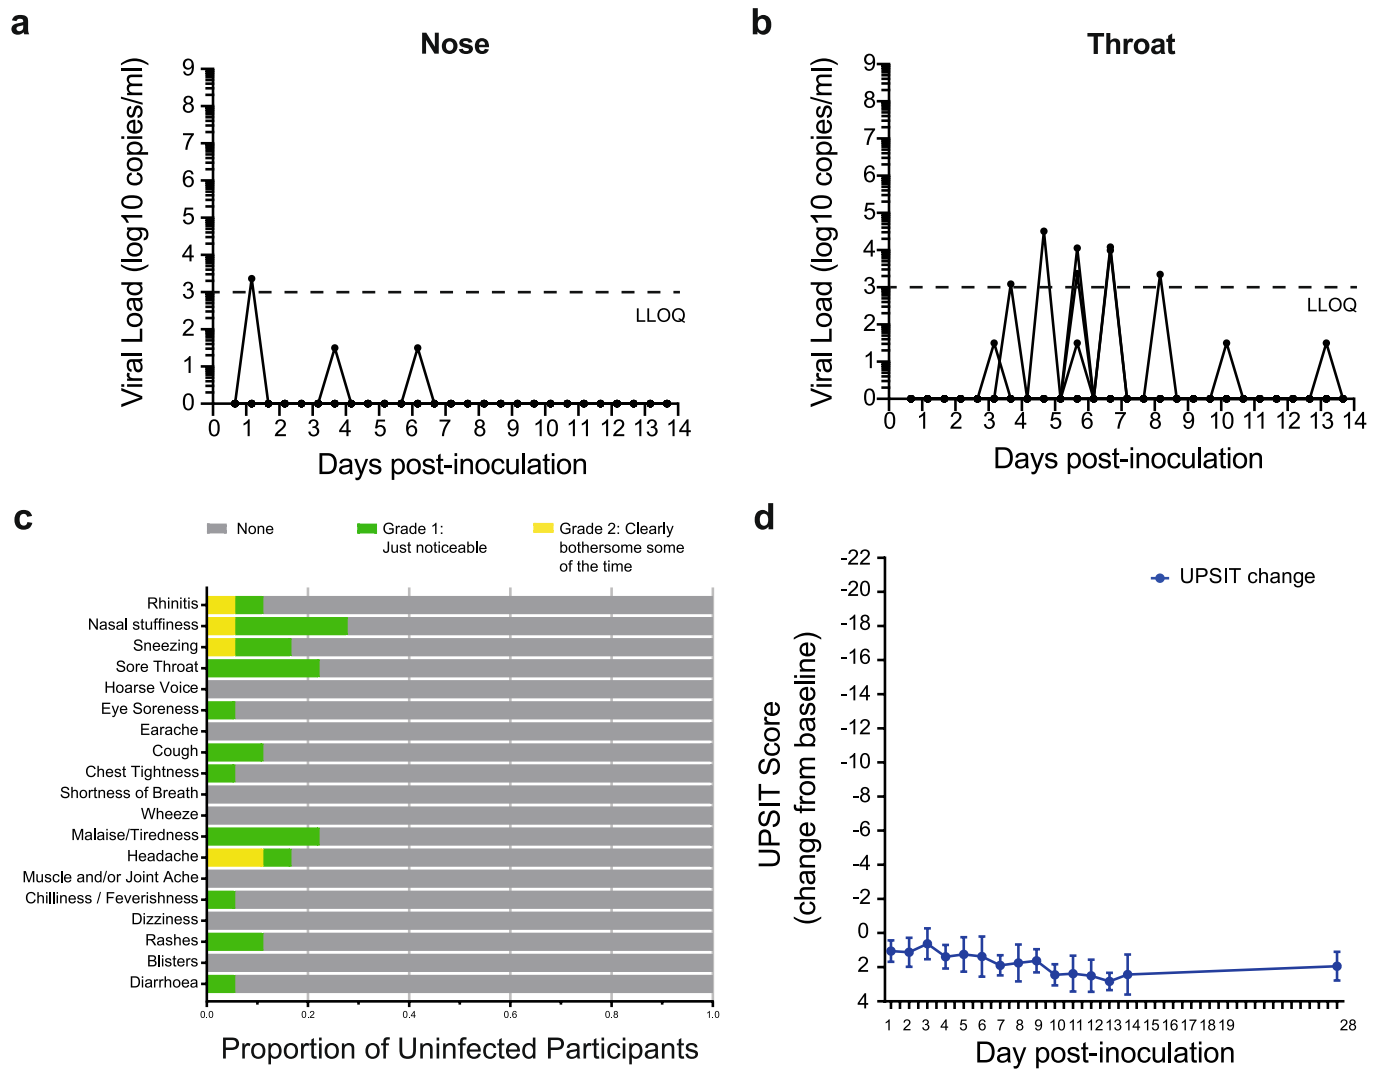 a
Nose
Viral Load (log10 copies/ml)
9
8
7
6
5
4
3
2
1
0
LLOQ
0 1 2 3 4 5 6 7 8 9 10 11 12 13 14
Days post-inoculation
b
Throat
Viral Load (log10 copies/ml)
9
8
7
6
5
4
3
2
1
0
LLOQ
0 1 2 3 4 5 6 7 8 9 10 11 12 13 14
Days post-inoculation
c
None
Grade 1:
Just noticeable
Grade 2: Clearly
bothersome some
of the time
Rhinitis
Nasal stuffiness
Sneezing
Sore Throat
Hoarse Voice
Eye Soreness
Earache
Cough
Chest Tightness
Shortness of Breath
Wheeze
Malaise/Tiredness
Headache
Muscle and/or Joint Ache
Chilliness / Feverishness
Dizziness
Rashes
Blisters
Diarrhoea
0.0 0.2 0.4 0.6 0.8 1.0
Proportion of Uninfected Participants
d
UPSIT change
UPSIT Score
(change from baseline)
-22
-20
-18
-16
-14
-12
-10
-8
-6
-4
-2
0
2
4
1 2 3 4 5 6 7 8 9 10 11 12 13 14 15 16 17 18 19 28
Day post-inoculation